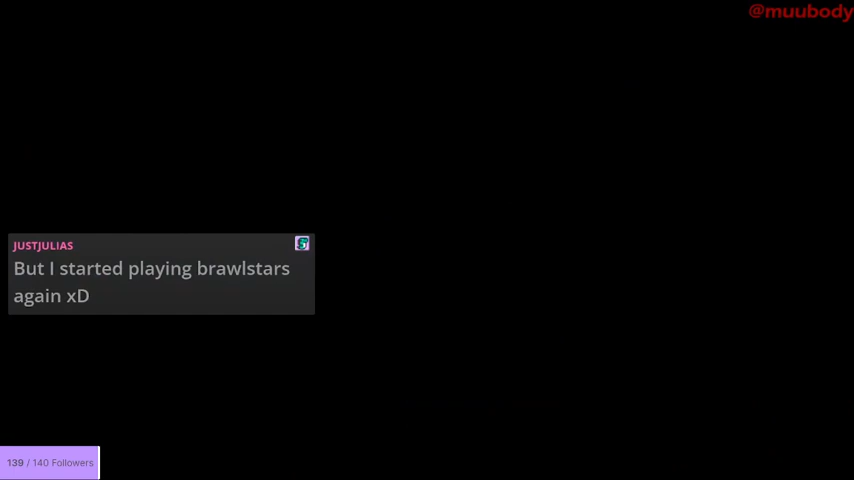 @muubody
JUSTJULIAS
But I started playing brawlstars
again xD
139 / 140 Followers